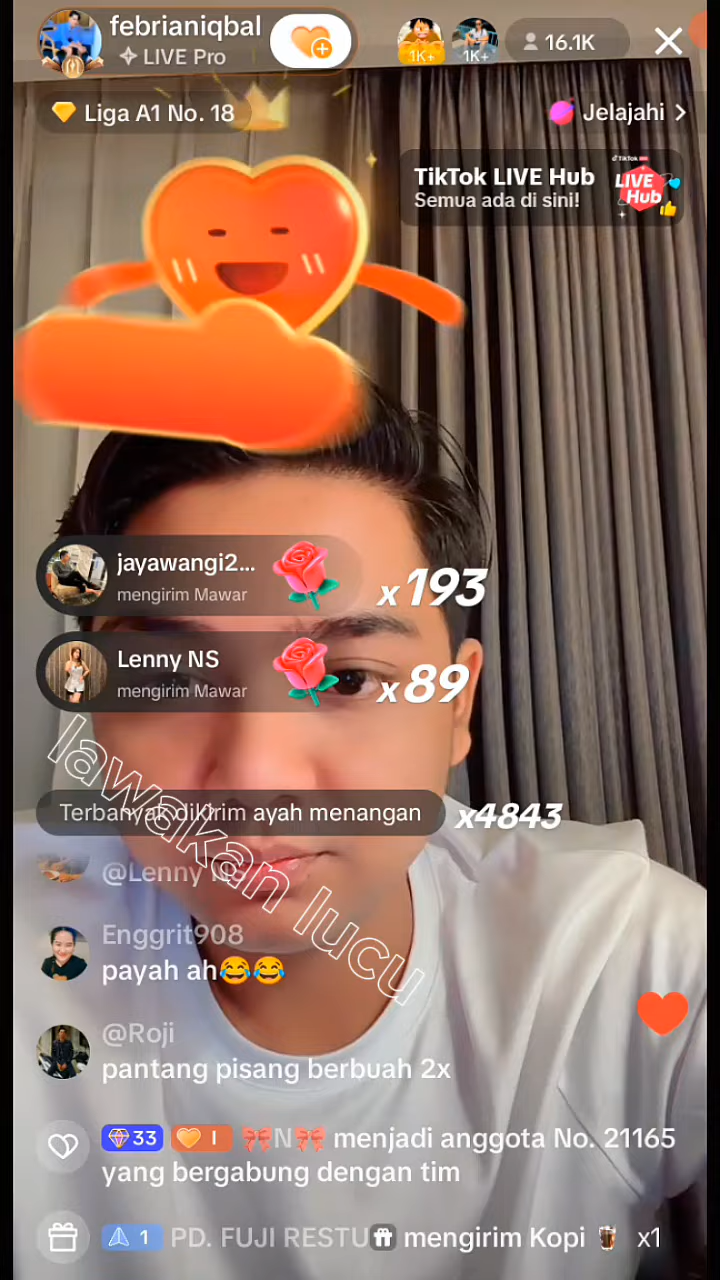 febrianiqbal
LIVE Pro
1K+
1K+
16.1K
Liga A1 No. 18
Jelajahi
TikTok LIVE Hub
Semua ada di sini!
TikTok LIVE
LIVE
Hub
jayawangi2...
mengirim Mawar
x193
Lenny NS
mengirim Mawar
x89
lawakan lucu
Terbanyak dikirim ayah menangan
x4843
@Lenny NS
Enggrit908
payah ah😂😂
@Roji
pantang pisang berbuah 2x
33 I 🎀N🎀 menjadi anggota No. 21165
yang bergabung dengan tim
1 PD. FUJI RESTU mengirim Kopi x1